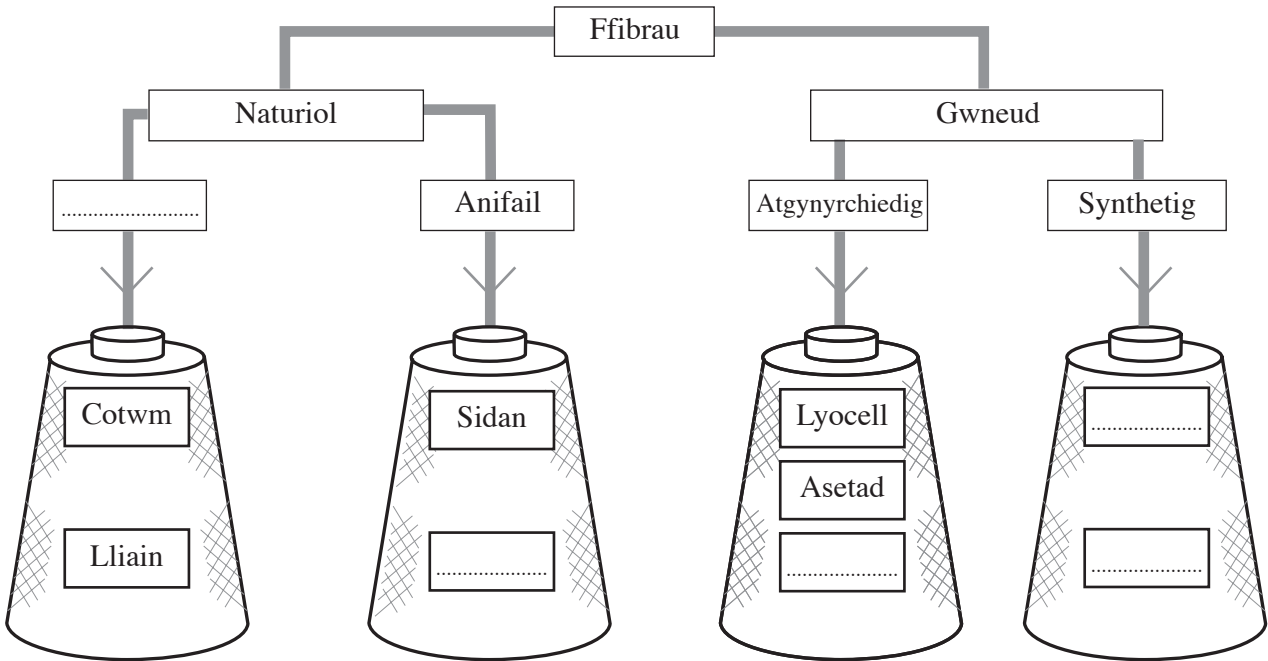 Ffibrau
Naturiol
Gwneud
..........................
Anifail
Atgynyrchiedig
Synthetig
Cotwm
Sidan
Lyocell
.....................
Asetad
Lliain
.....................
.....................
.....................